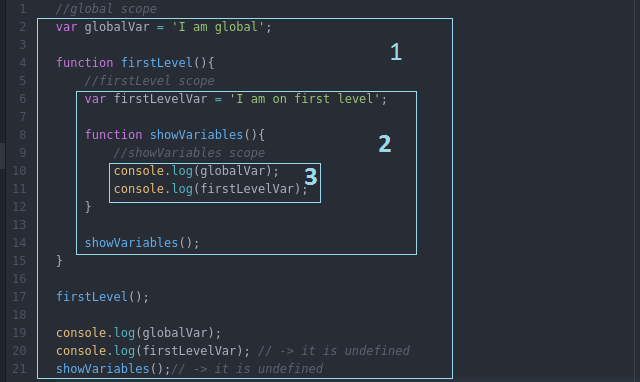 1 //global scope
2 var globalVar = 'I am global';
3 1
4 function firstLevel(){
5 //firstLevel scope
6 var firstLevelVar = 'I am on first level';
7
8 function showVariables(){ 2
9 //showVariables scope
10 console.log(globalVar); 3
11 console.log(firstLevelVar);
12 }
13
14 showVariables();
15 }
16
17 firstLevel();
18
19 console.log(globalVar);
20 console.log(firstLevelVar); // -> it is undefined
21 showVariables();// -> it is undefined